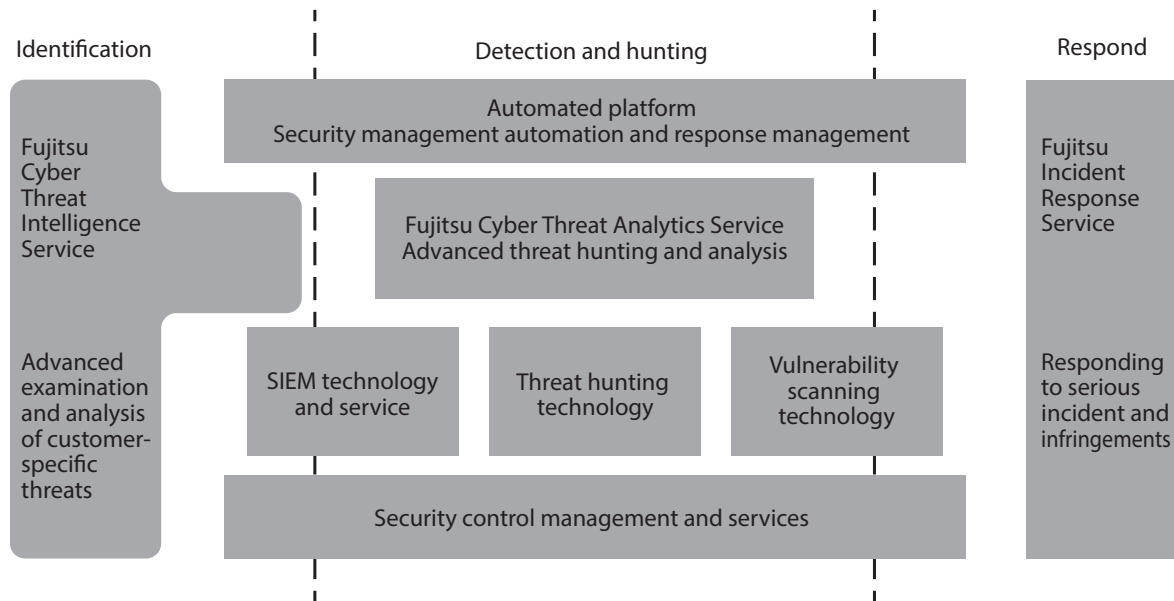 Identification
Detection and hunting
Respond
Fujitsu
Cyber
Threat
Intelligence
Service
Advanced
examination
and analysis
of customer-
specific
threats
Automated platform
Security management automation and response management
Fujitsu Cyber Threat Analytics Service
Advanced threat hunting and analysis
SIEM technology
and service
Threat hunting
technology
Vulnerability
scanning
technology
Security control management and services
Fujitsu
Incident
Response
Service
Responding
to serious
incident and
infringements